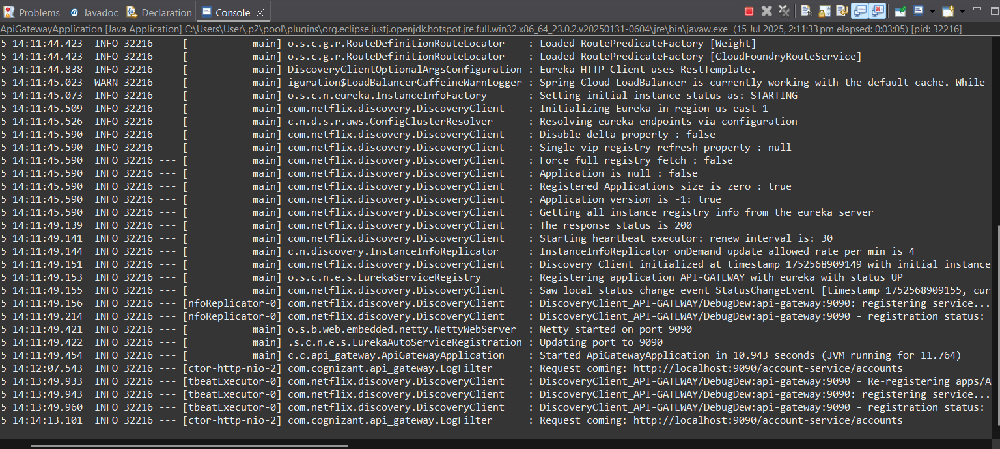 Problems @ Javadoc Declaration Console
ApiGatewayApplication [Java Application] C:\Users\User\.p2\pool\plugins\org.eclipse.justj.openjdk.hotspot.jre.full.win32.x86_64_23.0.2.v20250131-0604\jre\bin\javaw.exe (15 Jul 2025, 2:11:33 pm elapsed: 0:03:05) [pid: 32216]
5 14:11:44.423 INFO 32216 --- [ main] o.s.c.g.r.RouteDefinitionRouteLocator : Loaded RoutePredicateFactory [Weight]
5 14:11:44.423 INFO 32216 --- [ main] o.s.c.g.r.RouteDefinitionRouteLocator : Loaded RoutePredicateFactory [CloudFoundryRouteService]
5 14:11:44.838 INFO 32216 --- [ main] DiscoveryClientOptionalArgsConfiguration : Eureka HTTP Client uses RestTemplate.
5 14:11:45.023 WARN 32216 --- [ main] iguration$LoadBalancerCaffeineWarnLogger : Spring Cloud LoadBalancer is currently working with the default cache. While
5 14:11:45.073 INFO 32216 --- [ main] o.s.c.n.eureka.InstanceInfoFactory : Setting initial instance status as: STARTING
5 14:11:45.509 INFO 32216 --- [ main] com.netflix.discovery.DiscoveryClient : Initializing Eureka in region us-east-1
5 14:11:45.526 INFO 32216 --- [ main] c.n.d.s.r.aws.ConfigClusterResolver : Resolving eureka endpoints via configuration
5 14:11:45.590 INFO 32216 --- [ main] com.netflix.discovery.DiscoveryClient : Disable delta property : false
5 14:11:45.590 INFO 32216 --- [ main] com.netflix.discovery.DiscoveryClient : Single vip registry refresh property : null
5 14:11:45.590 INFO 32216 --- [ main] com.netflix.discovery.DiscoveryClient : Force full registry fetch : false
5 14:11:45.590 INFO 32216 --- [ main] com.netflix.discovery.DiscoveryClient : Application is null : false
5 14:11:45.590 INFO 32216 --- [ main] com.netflix.discovery.DiscoveryClient : Registered Applications size is zero : true
5 14:11:45.590 INFO 32216 --- [ main] com.netflix.discovery.DiscoveryClient : Application version is -1: true
5 14:11:45.590 INFO 32216 --- [ main] com.netflix.discovery.DiscoveryClient : Getting all instance registry info from the eureka server
5 14:11:49.139 INFO 32216 --- [ main] com.netflix.discovery.DiscoveryClient : The response status is 200
5 14:11:49.141 INFO 32216 --- [ main] com.netflix.discovery.DiscoveryClient : Starting heartbeat executor: renew interval is: 30
5 14:11:49.144 INFO 32216 --- [ main] c.n.discovery.InstanceInfoReplicator : InstanceInfoReplicator onDemand update allowed rate per min is 4
5 14:11:49.151 INFO 32216 --- [ main] com.netflix.discovery.DiscoveryClient : Discovery Client initialized at timestamp 1752568909149 with initial instance
5 14:11:49.153 INFO 32216 --- [ main] o.s.c.n.e.s.EurekaServiceRegistry : Registering application API-GATEWAY with eureka with status UP
5 14:11:49.155 INFO 32216 --- [ main] com.netflix.discovery.DiscoveryClient : Saw local status change event StatusChangeEvent [timestamp=1752568909155, cur
5 14:11:49.156 INFO 32216 --- [nfoReplicator-0] com.netflix.discovery.DiscoveryClient : DiscoveryClient_API-GATEWAY/DebugDew:api-gateway:9090: registering service...
5 14:11:49.214 INFO 32216 --- [nfoReplicator-0] com.netflix.discovery.DiscoveryClient : DiscoveryClient_API-GATEWAY/DebugDew:api-gateway:9090 - registration status:
5 14:11:49.421 INFO 32216 --- [ main] o.s.b.web.embedded.netty.NettyWebServer : Netty started on port 9090
5 14:11:49.422 INFO 32216 --- [ main] .s.c.n.e.s.EurekaAutoServiceRegistration : Updating port to 9090
5 14:11:49.454 INFO 32216 --- [ main] c.c.api_gateway.ApiGatewayApplication : Started ApiGatewayApplication in 10.943 seconds (JVM running for 11.764)
5 14:12:07.543 INFO 32216 --- [ctor-http-nio-2] com.cognizant.api_gateway.LogFilter : Request coming: http://localhost:9090/account-service/accounts
5 14:13:49.933 INFO 32216 --- [tbeatExecutor-0] com.netflix.discovery.DiscoveryClient : DiscoveryClient_API-GATEWAY/DebugDew:api-gateway:9090 - Re-registering apps/A
5 14:13:49.943 INFO 32216 --- [tbeatExecutor-0] com.netflix.discovery.DiscoveryClient : DiscoveryClient_API-GATEWAY/DebugDew:api-gateway:9090: registering service...
5 14:13:49.960 INFO 32216 --- [tbeatExecutor-0] com.netflix.discovery.DiscoveryClient : DiscoveryClient_API-GATEWAY/DebugDew:api-gateway:9090 - registration status:
5 14:14:13.101 INFO 32216 --- [ctor-http-nio-2] com.cognizant.api_gateway.LogFilter : Request coming: http://localhost:9090/account-service/accounts